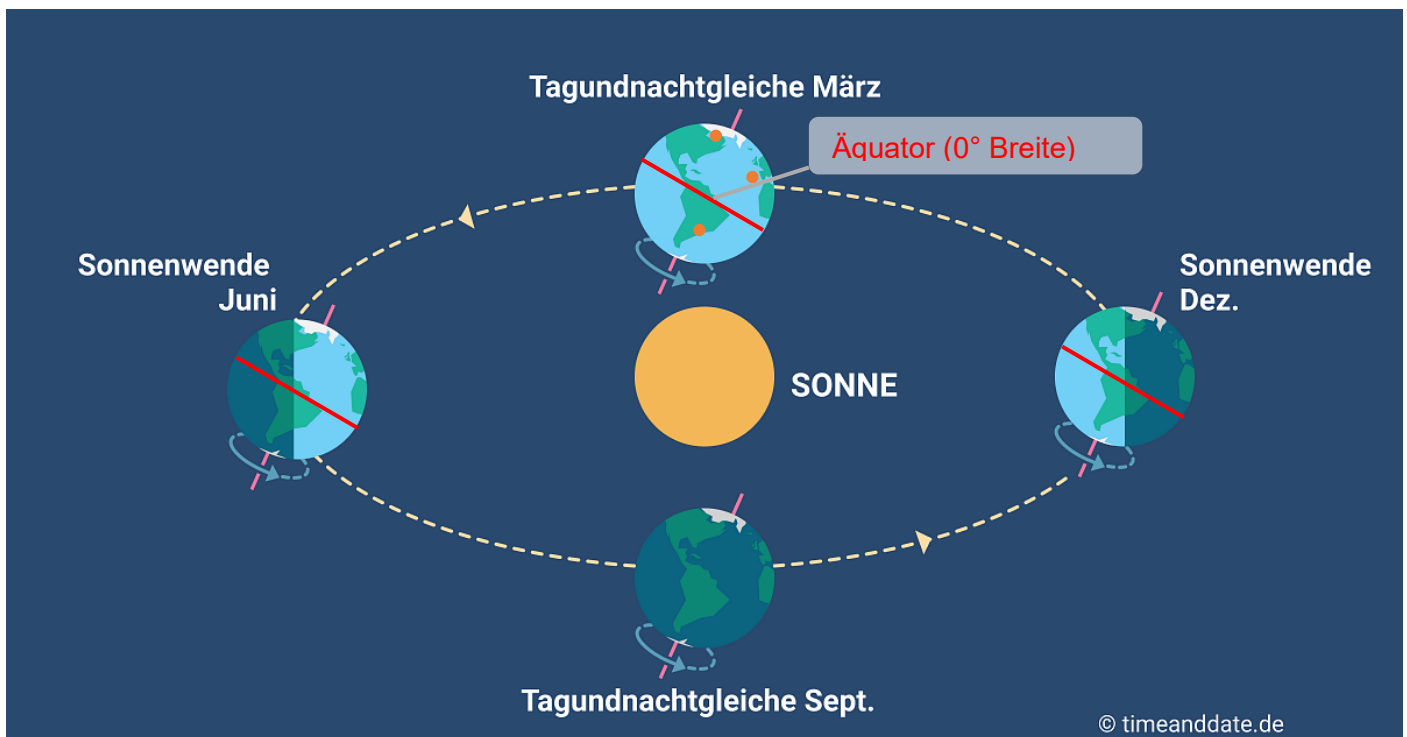 Tagundnachtgleiche März
Äquator (0° Breite)
Sonnenwende
Juni
Sonnenwende
Dez.
SONNE
Tagundnachtgleiche Sept.
© timeanddate.de